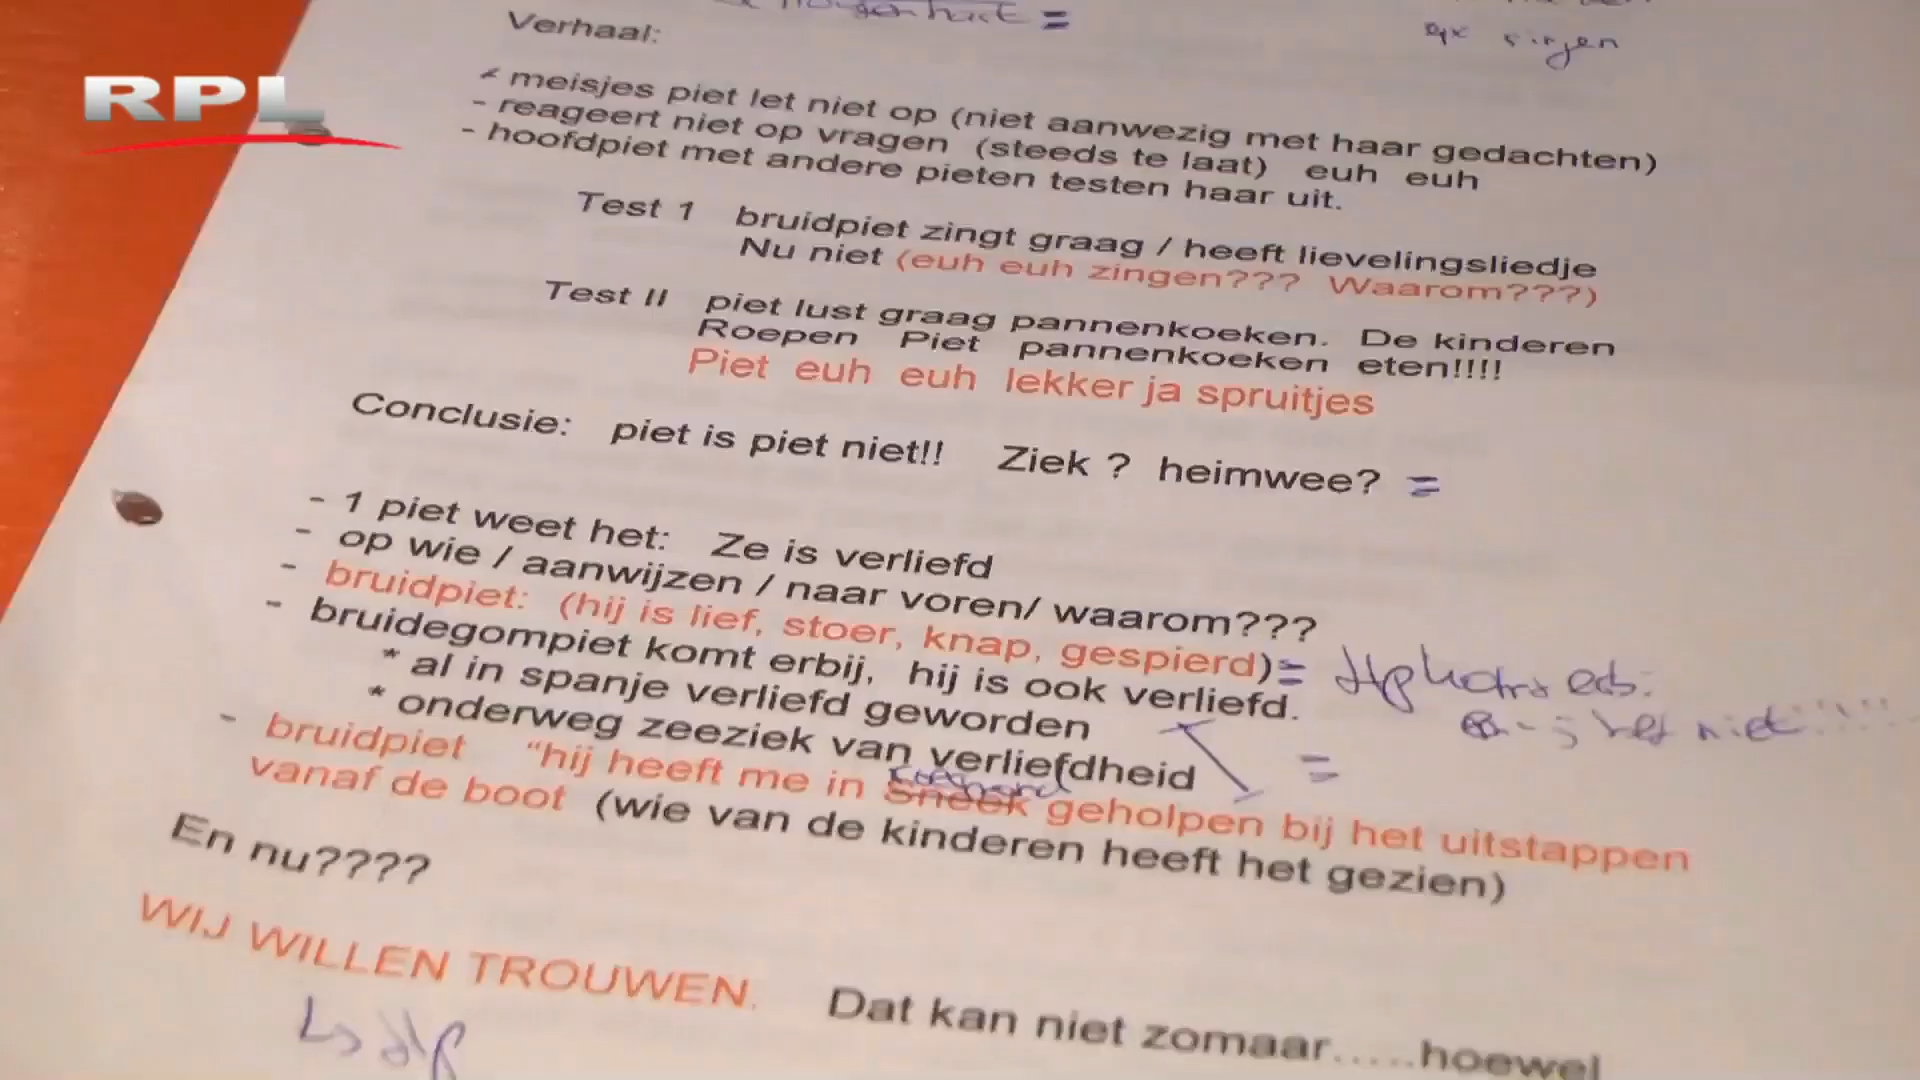 RPL
=
zingen
Verhaal:
- meisjes piet let niet op (niet aanwezig met haar gedachten)
- reageert niet op vragen (steeds te laat) euh euh
- hoofdpiet met andere pieten testen haar uit.
Test 1 bruidpiet zingt graag / heeft lievelingsliedje
Nu niet (euh euh zingen??? Waarom???)
Test II piet lust graag pannenkoeken. De kinderen
Roepen Piet pannenkoeken eten!!!!
Piet euh euh lekker ja spruitjes
Conclusie: piet is piet niet!! Ziek ? heimwee? =
- 1 piet weet het: Ze is verliefd
- op wie / aanwijzen / naar voren/ waarom???
- bruidpiet: (hij is lief, stoer, knap, gespierd) =
- bruidegompiet komt erbij, hij is ook verliefd.
* al in spanje verliefd geworden
het niet!!!!!
* onderweg zeeziek van verliefdheid =
- bruidpiet "hij heeft me in Sneek geholpen bij het uitstappen
vanaf de boot (wie van de kinderen heeft het gezien)
En nu????
WIJ WILLEN TROUWEN. Dat kan niet zomaar.....hoewel